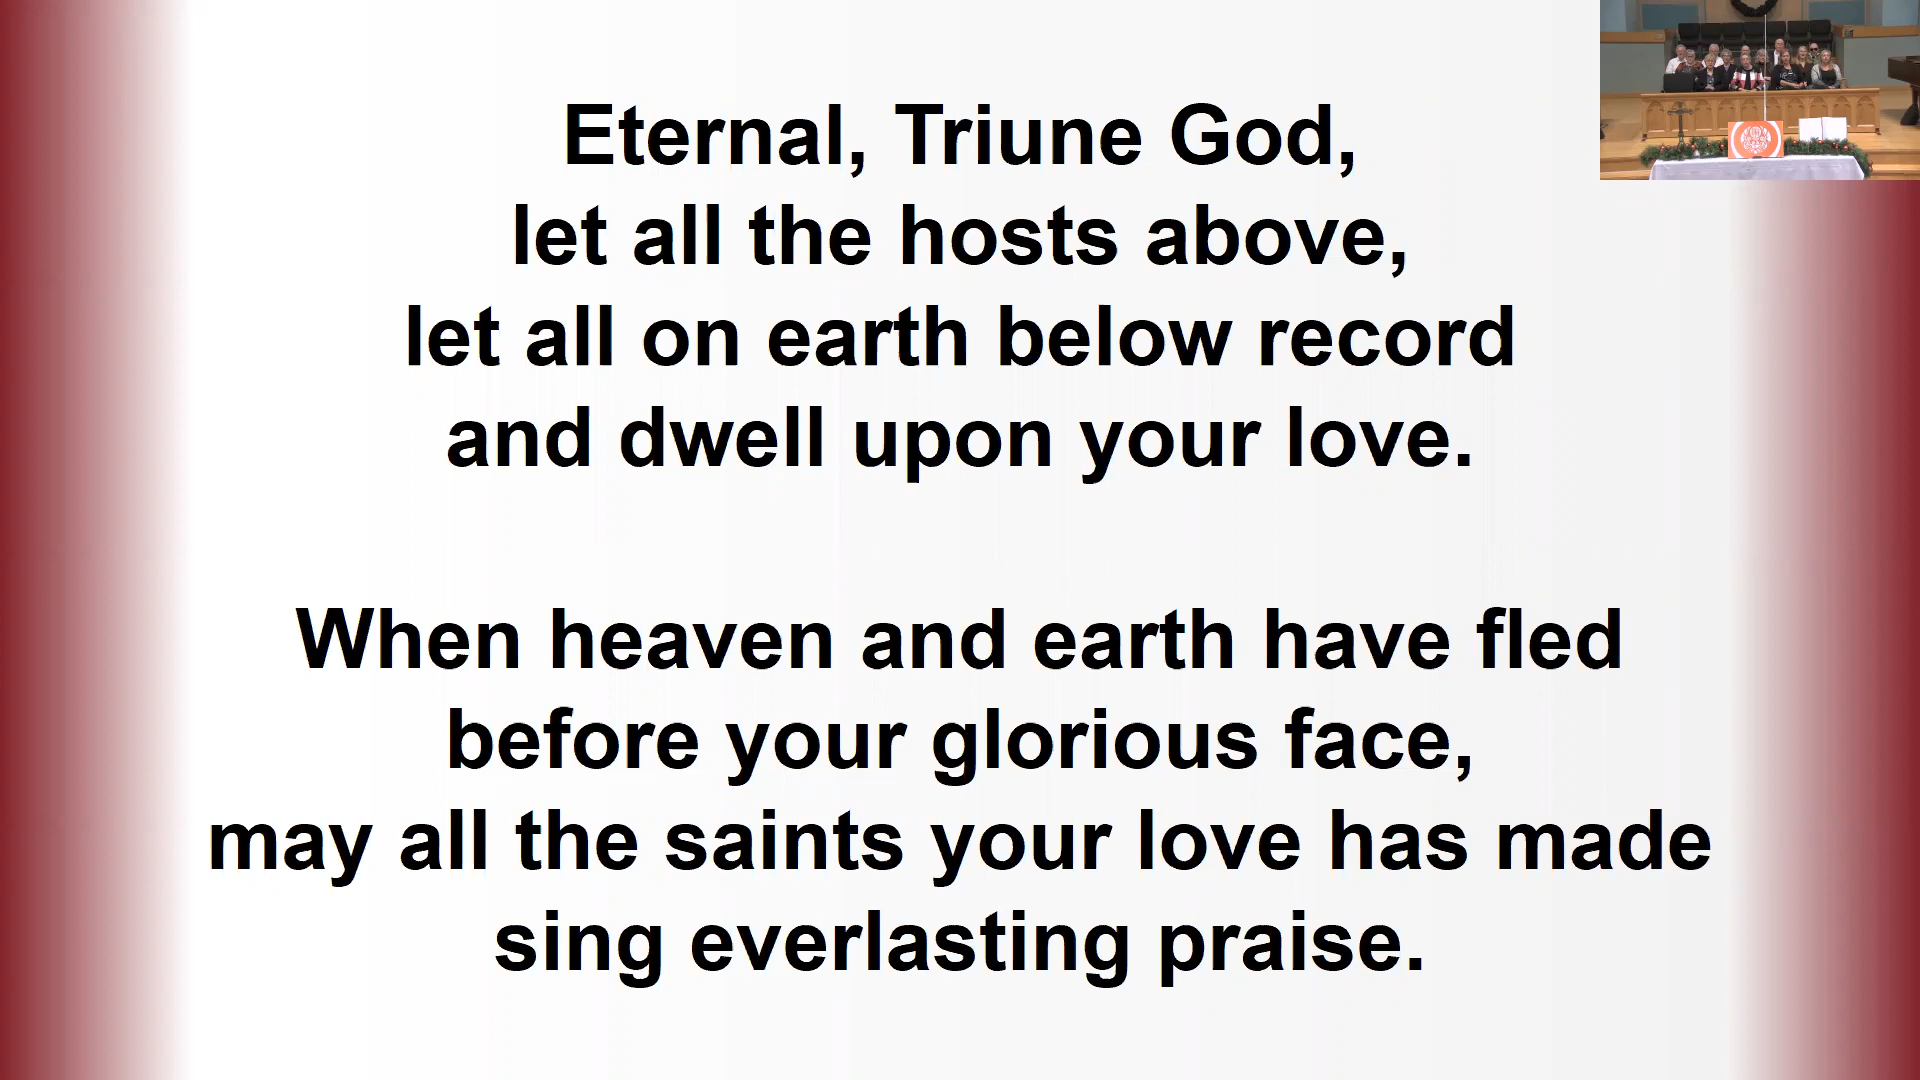 Eternal, Triune God,
let all the hosts above,
let all on earth below record
and dwell upon your love.
When heaven and earth have fled
before your glorious face,
may all the saints your love has made
sing everlasting praise.